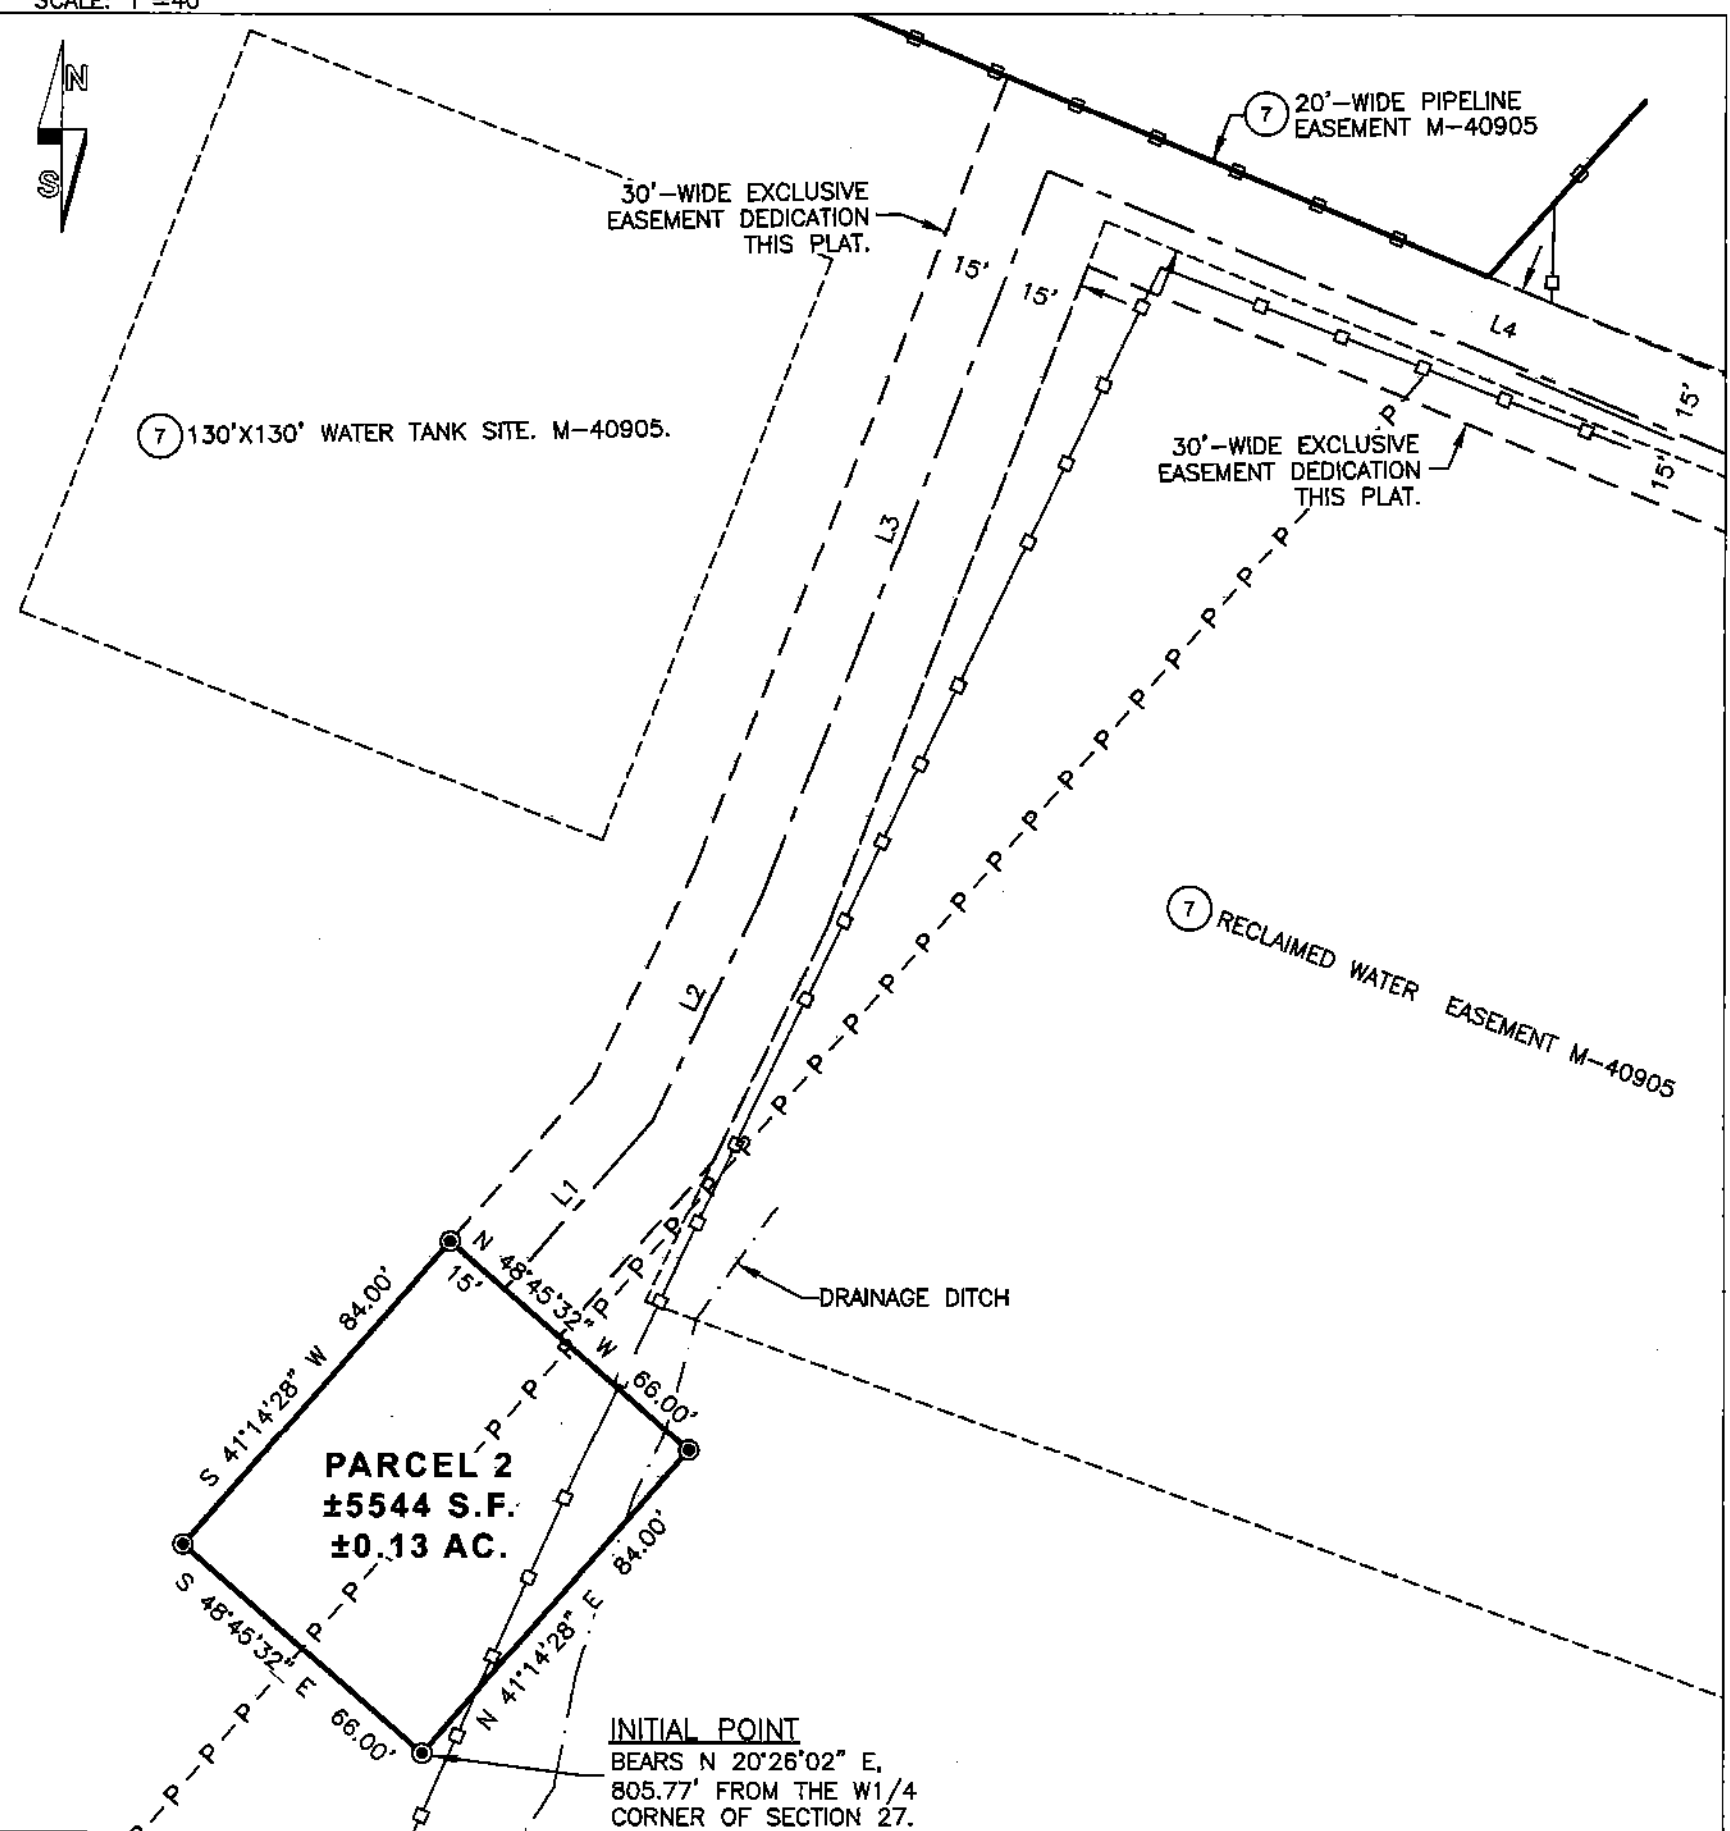 SCALE: 1"=40'
N
S
7 20'-WIDE PIPELINE
EASEMENT M-40905
30'-WIDE EXCLUSIVE
EASEMENT DEDICATION
THIS PLAT.
15'
15'
L4
15'
15'
7 130'X130' WATER TANK SITE. M-40905.
30'-WIDE EXCLUSIVE
EASEMENT DEDICATION
THIS PLAT.
L3
P P P P P P P P P P P P P P P P P P P P P P P P P P P P P P P P
7 RECLAIMED WATER EASEMENT M-40905
L2
L1
N 48°45'32" W 66.00'
15'
DRAINAGE DITCH
S 41°14'28" W 84.00'
PARCEL 2
±5544 S.F.
±0.13 AC.
N 41°14'28" E 84.00'
S 48°45'32" E 66.00'
INITIAL POINT
BEARS N 20°26'02" E,
805.77' FROM THE W1/4
CORNER OF SECTION 27.